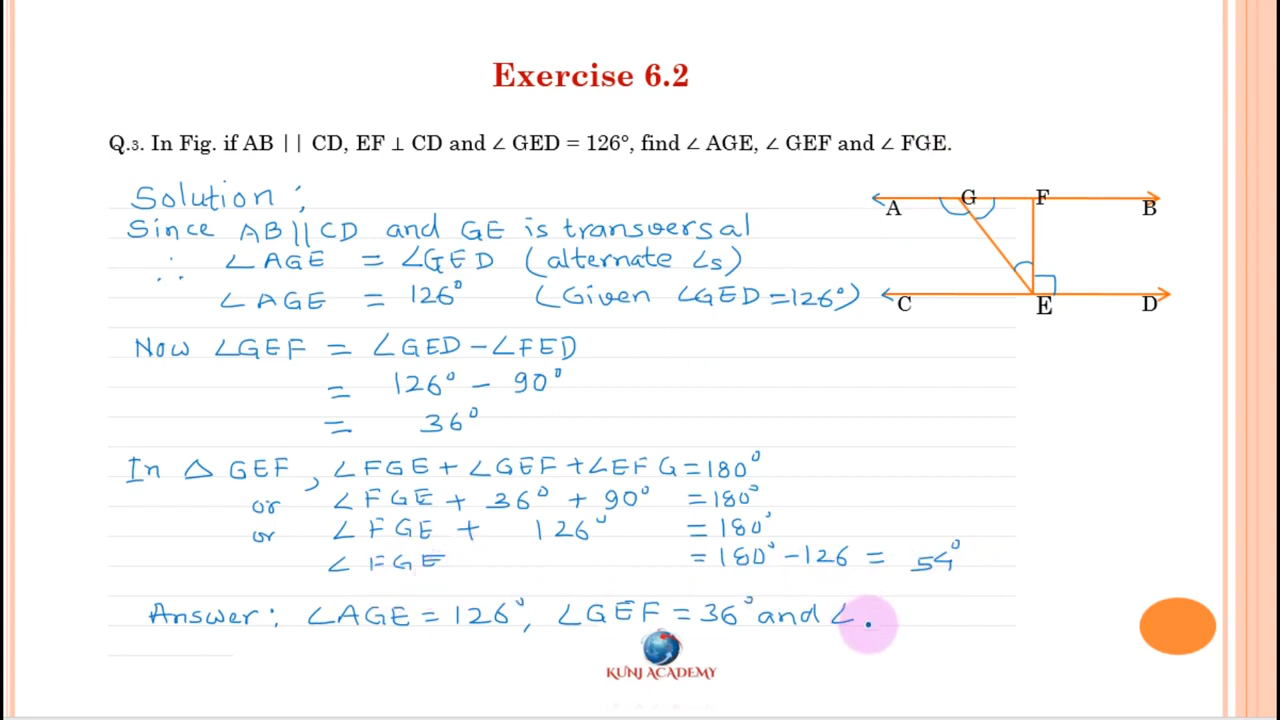 Exercise 6.2
Q.3. In Fig. if AB || CD, EF ⊥ CD and ∠ GED = 126°, find ∠ AGE, ∠ GEF and ∠ FGE.
Solution ;
Since AB||CD and GE is transversal
∴ ∠AGE = ∠GED (alternate ∠s)
∠AGE = 126° (Given ∠GED=126°)
Now ∠GEF = ∠GED - ∠FED
= 126° - 90°
= 36°
In △ GEF, ∠FGE + ∠GEF + ∠EFG = 180°
or ∠FGE + 36° + 90° = 180°
or ∠FGE + 126° = 180°
∠FGE = 180° - 126 = 54°
Answer: ∠AGE = 126°, ∠GEF = 36° and ∠
G F
A B
C E D
KUNJ ACADEMY